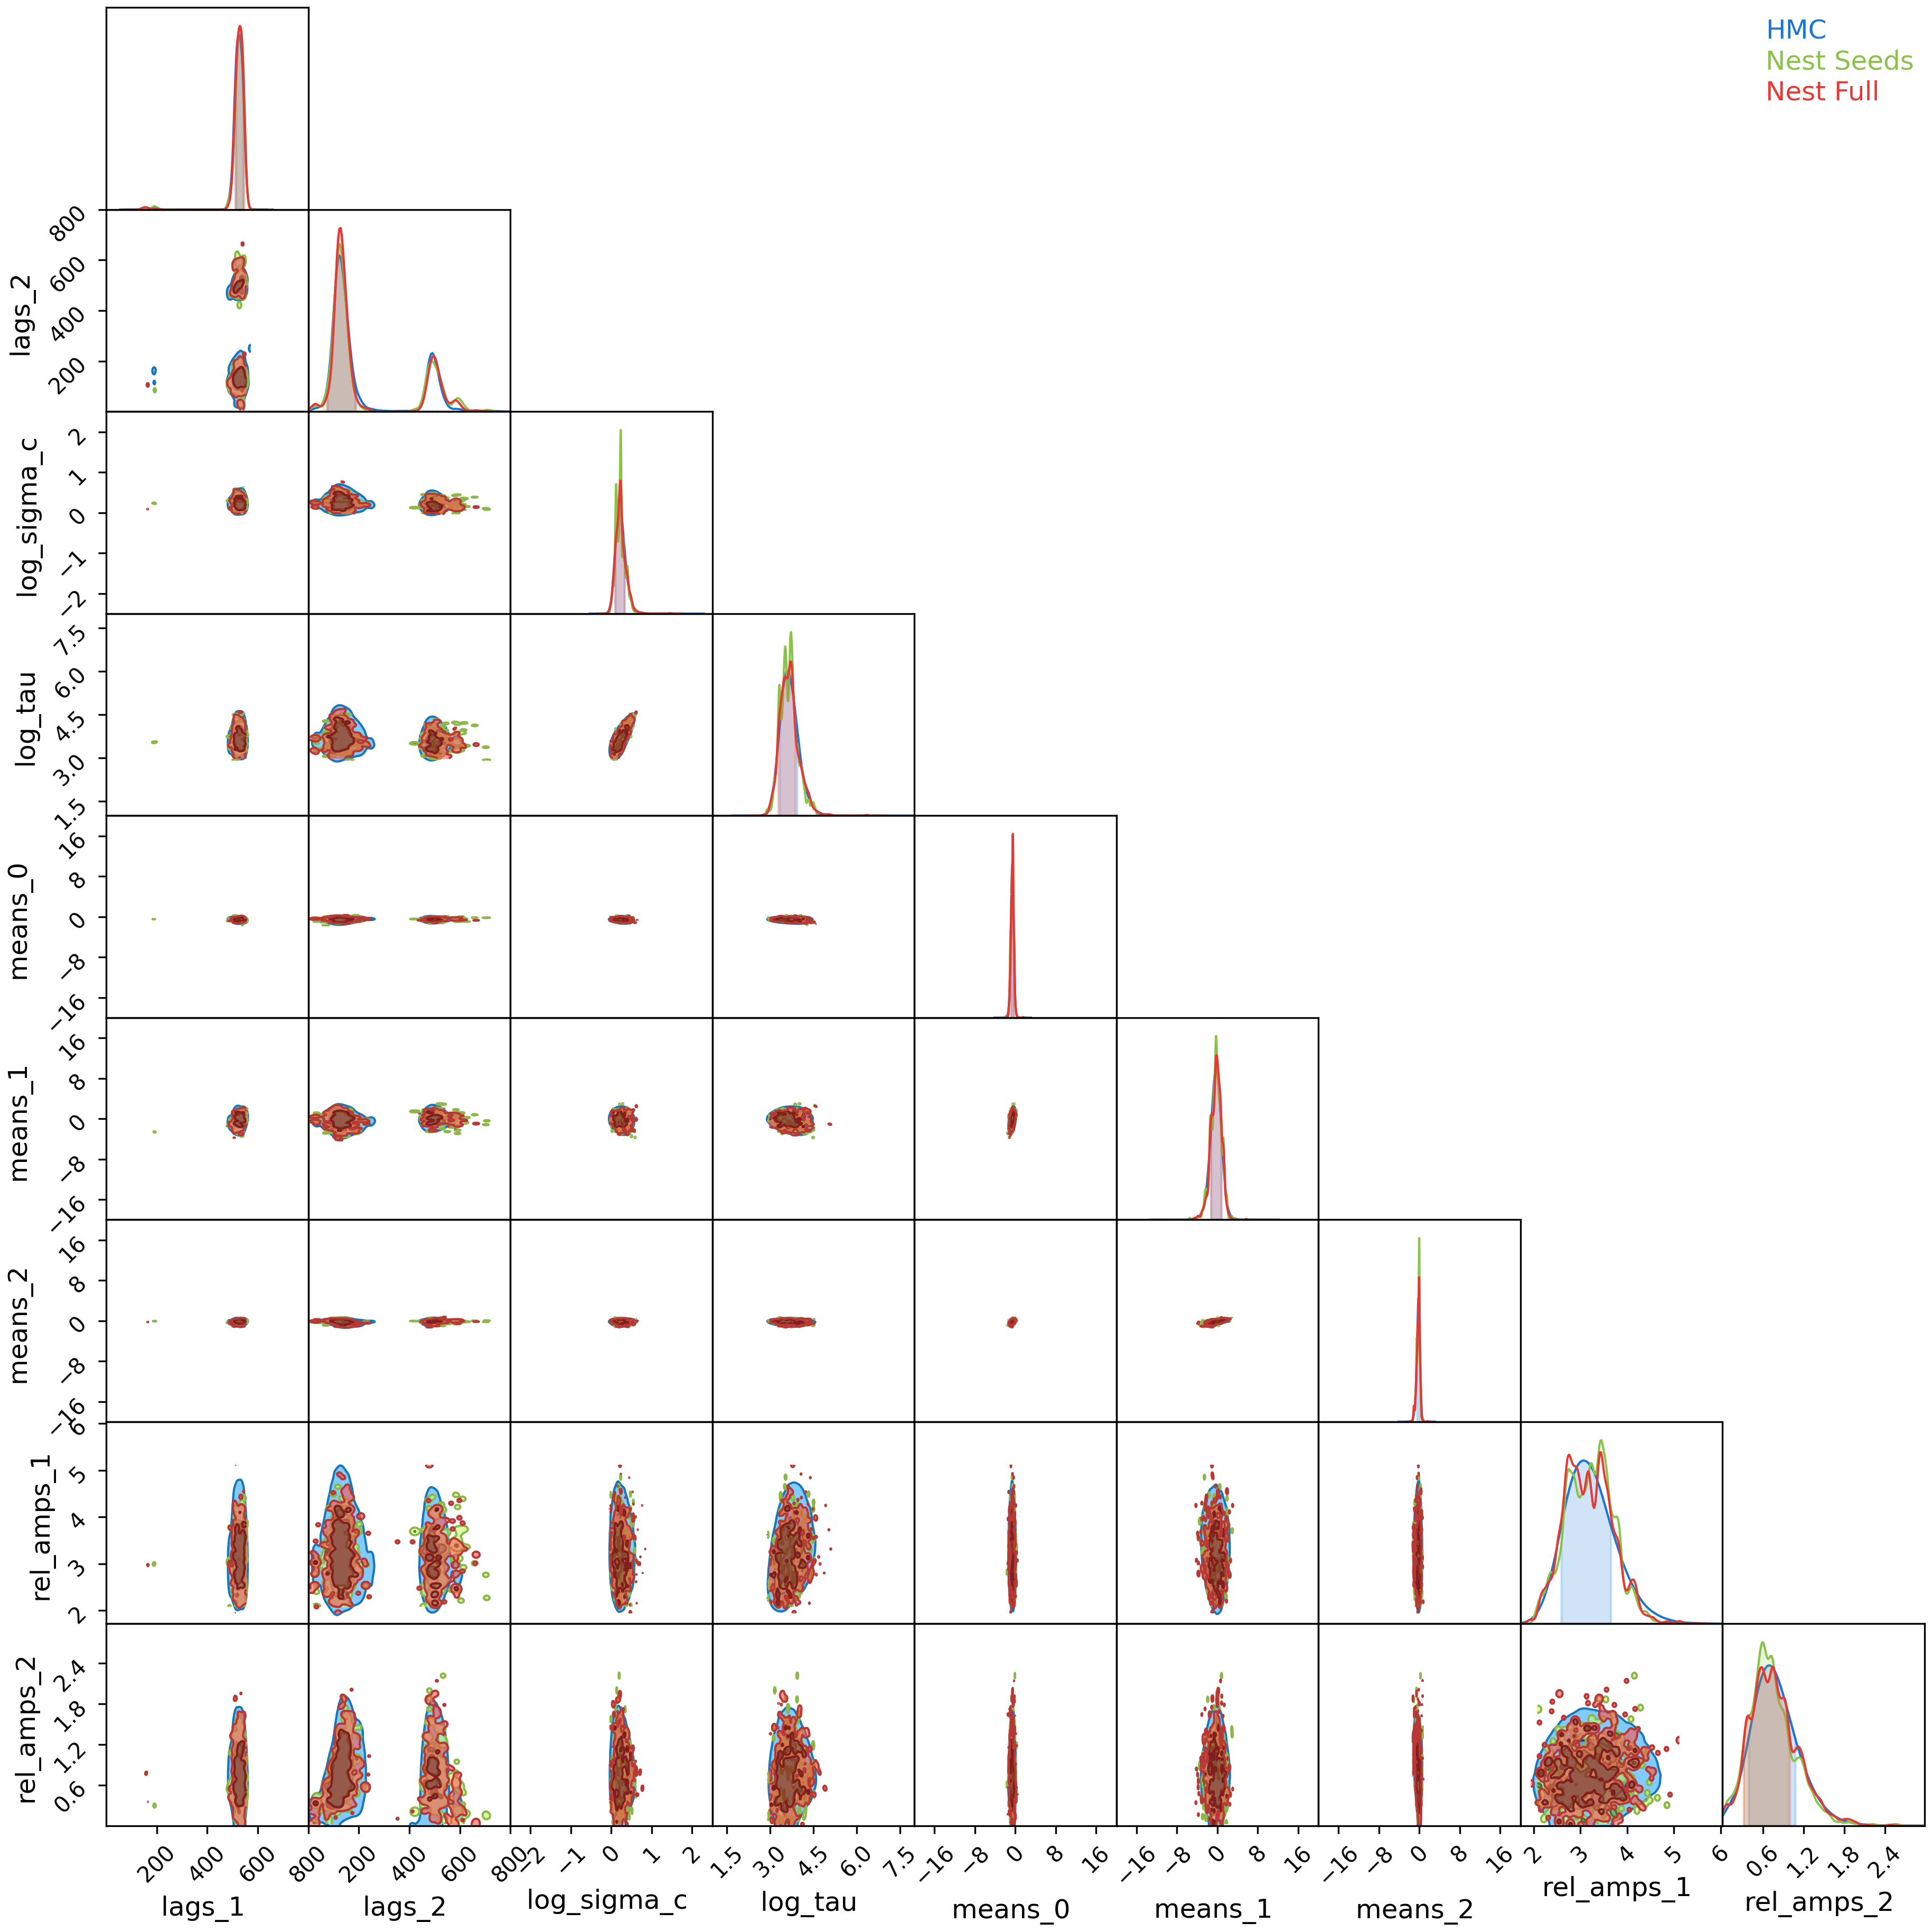 HMC
Nest Seeds
Nest Full
800
600
400
200
lags_2
2
1
0
−1
−2
log_sigma_c
7.5
6.0
4.5
3.0
1.5
log_tau
16
8
0
−8
−16
means_0
16
8
0
−8
−16
means_1
16
8
0
−8
−16
means_2
6
5
4
3
2
rel_amps_1
2.4
1.8
1.2
0.6
rel_amps_2
200 400 600 800
lags_1
200 400 600 800
lags_2
−2 −1 0 1 2
log_sigma_c
1.5 3.0 4.5 6.0 7.5
log_tau
−16 −8 0 8 16
means_0
−16 −8 0 8 16
means_1
−16 −8 0 8 16
means_2
2 3 4 5 6
rel_amps_1
0.6 1.2 1.8 2.4
rel_amps_2